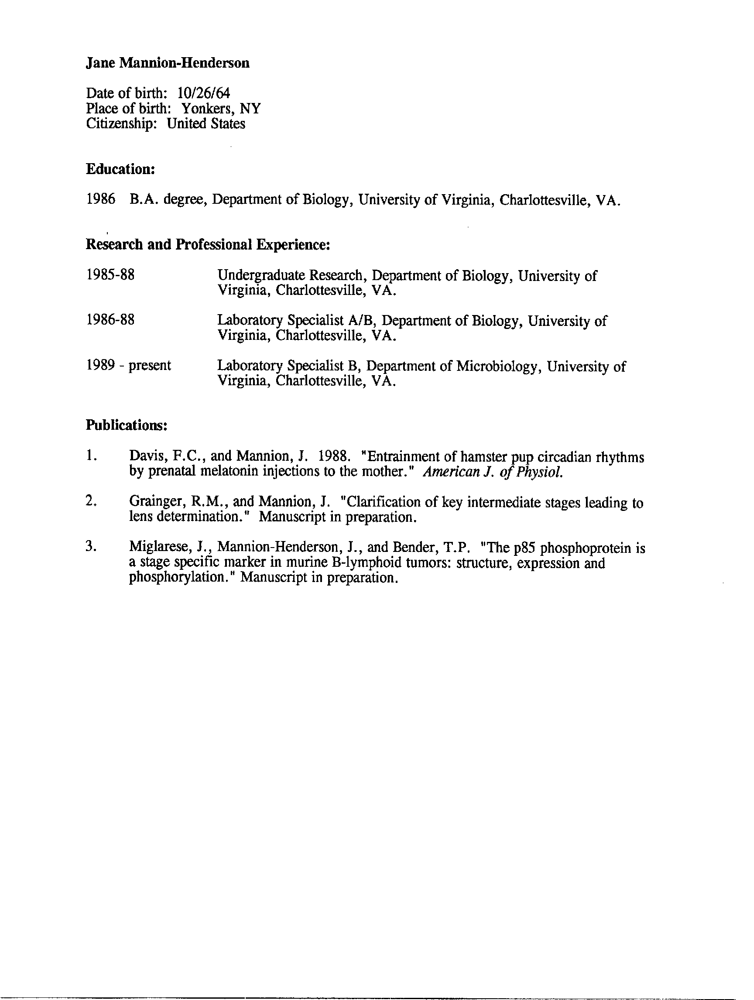 Jane Mannion-Henderson
Date of birth: 10/26/64
Place of birth: Yonkers, NY
Citizenship: United States
Education:
1986 B.A. degree, Department of Biology, University of Virginia, Charlottesville, VA.
Research and Professional Experience:
1985-88 Undergraduate Research, Department of Biology, University of
Virginia, Charlottesville, VA.
1986-88 Laboratory Specialist A/B, Department of Biology, University of
Virginia, Charlottesville, VA.
1989 - present Laboratory Specialist B, Department of Microbiology, University of
Virginia, Charlottesville, VA.
Publications:
1. Davis, F.C., and Mannion, J. 1988. "Entrainment of hamster pup circadian rhythms
by prenatal melatonin injections to the mother." American J. of Physiol.
2. Grainger, R.M., and Mannion, J. "Clarification of key intermediate stages leading to
lens determination." Manuscript in preparation.
3. Miglarese, J., Mannion-Henderson, J., and Bender, T.P. "The p85 phosphoprotein is
a stage specific marker in murine B-lymphoid tumors: structure, expression and
phosphorylation." Manuscript in preparation.